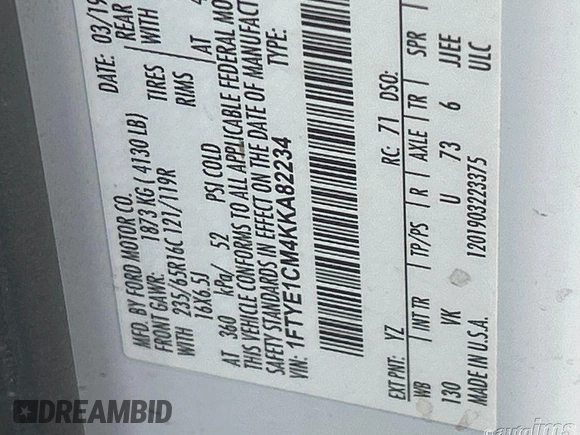 MFD. BY FORD MOTOR CO.
DATE: 03/19
FRONT GAWR: 1873 KG ( 4130 LB)
REAR
WITH 235/65R16C 121/119R TIRES
WITH
16X6.5J RIMS
AT 360 kPa/ 52 PSI COLD
AT 4
THIS VEHICLE CONFORMS TO ALL APPLICABLE FEDERAL MO
SAFETY STANDARDS IN EFFECT ON THE DATE OF MANUFACT
VIN: 1FTYE1CM4KKA82234
TYPE:
EXT PNT: YZ RC: 71 DSO:
WB INT TR TP/PS R AXLE TR SPR
130 VK U 73 6 JJEE
MADE IN U.S.A. 1201903223375 ULC
DREAMBID
autoims